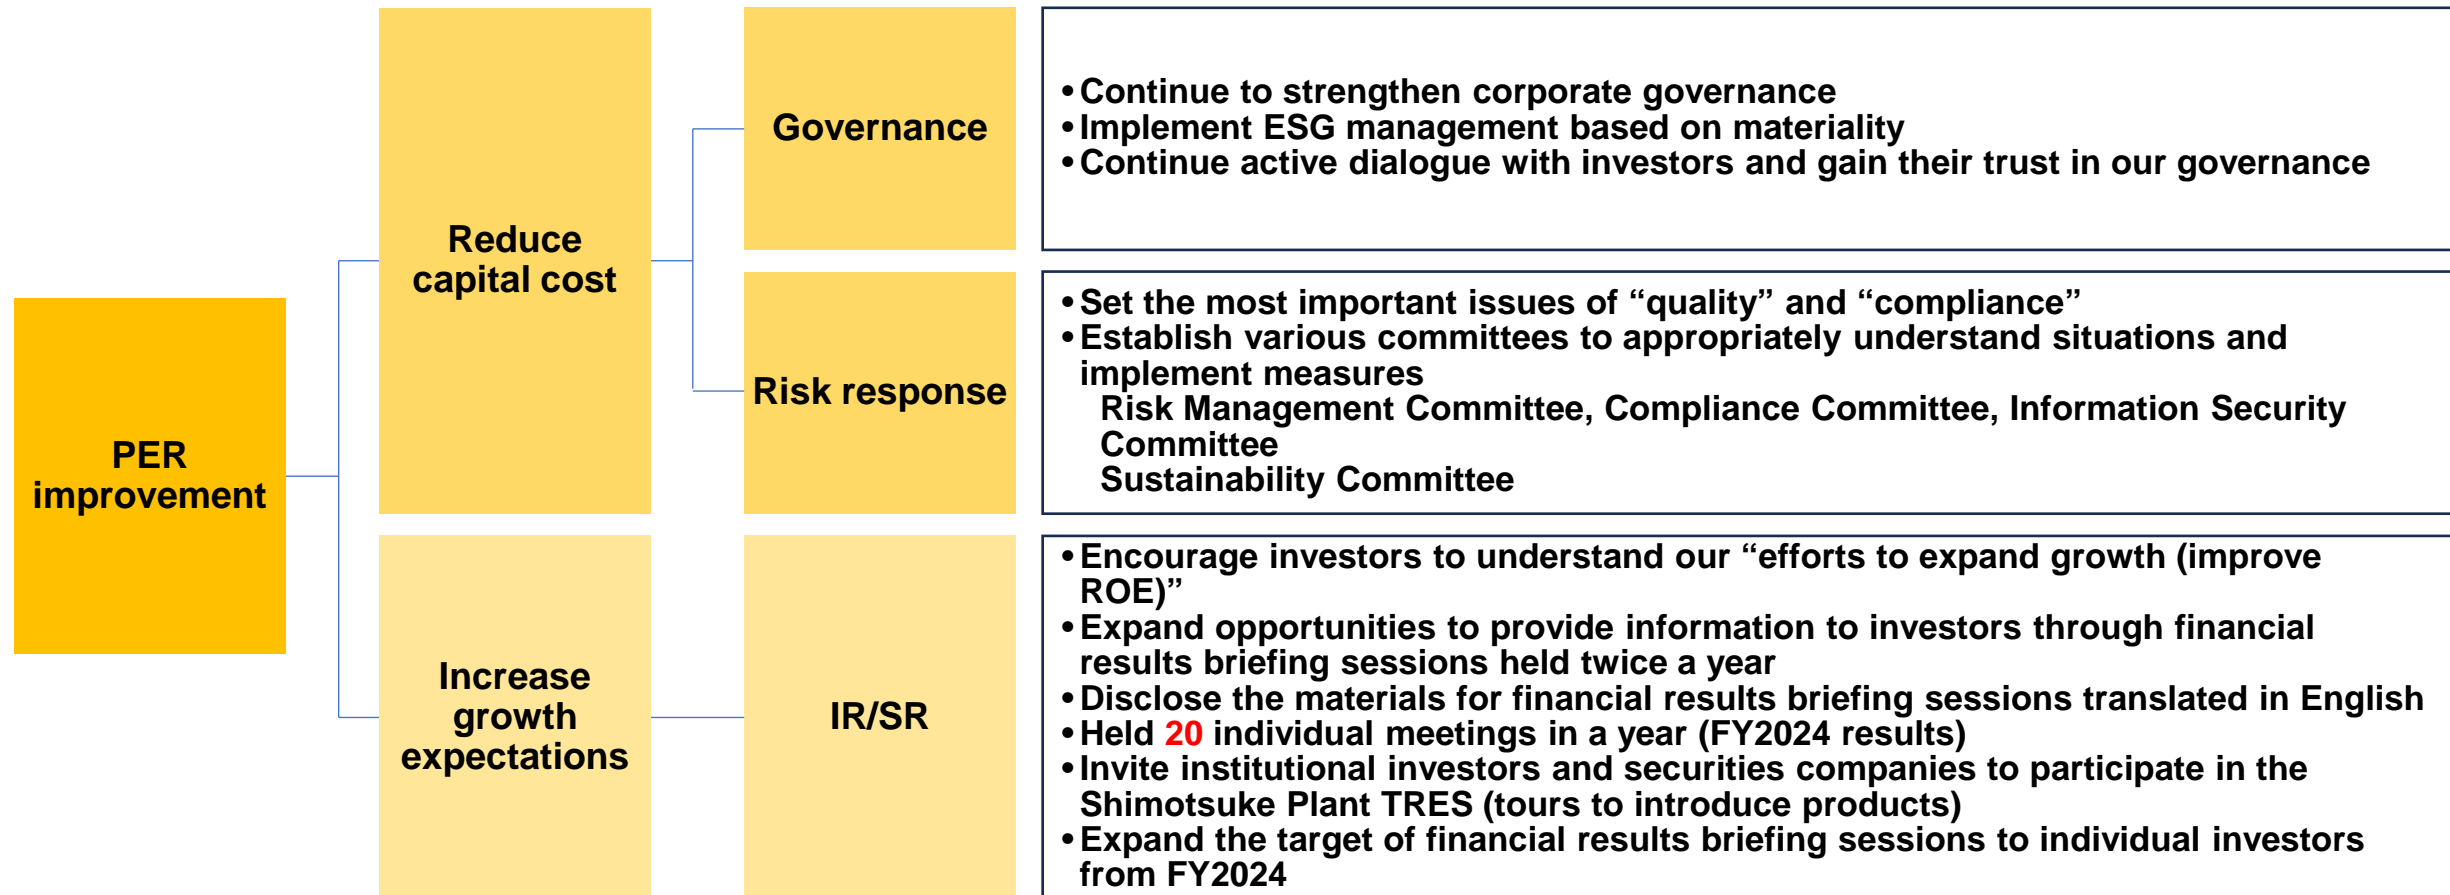 PER
improvement
Reduce
capital cost
Governance
• Continue to strengthen corporate governance
• Implement ESG management based on materiality
• Continue active dialogue with investors and gain their trust in our governance
Risk response
• Set the most important issues of “quality” and “compliance”
• Establish various committees to appropriately understand situations and
implement measures
Risk Management Committee, Compliance Committee, Information Security
Committee
Sustainability Committee
Increase
growth
expectations
IR/SR
• Encourage investors to understand our “efforts to expand growth (improve
ROE)”
• Expand opportunities to provide information to investors through financial
results briefing sessions held twice a year
• Disclose the materials for financial results briefing sessions translated in English
• Held 20 individual meetings in a year (FY2024 results)
• Invite institutional investors and securities companies to participate in the
Shimotsuke Plant TRES (tours to introduce products)
• Expand the target of financial results briefing sessions to individual investors
from FY2024